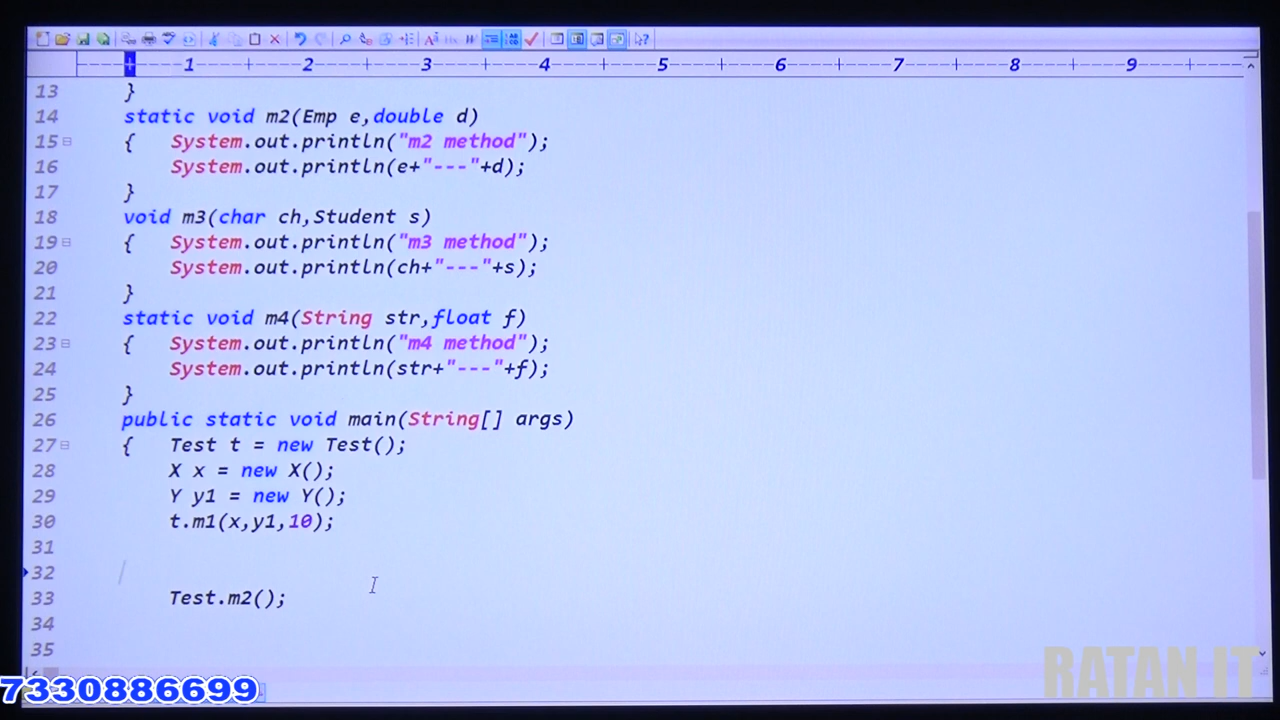 1 2 3 4 5 6 7 8 9
13 }
14 static void m2(Emp e,double d)
15 { System.out.println("m2 method");
16 System.out.println(e+"---"+d);
17 }
18 void m3(char ch,Student s)
19 { System.out.println("m3 method");
20 System.out.println(ch+"---"+s);
21 }
22 static void m4(String str,float f)
23 { System.out.println("m4 method");
24 System.out.println(str+"---"+f);
25 }
26 public static void main(String[] args)
27 { Test t = new Test();
28 X x = new X();
29 Y y1 = new Y();
30 t.m1(x,y1,10);
31
32
33 Test.m2();
34
35
RATAN IT
7330886699